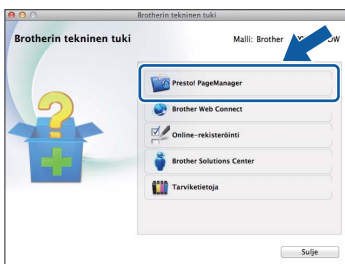 Brotherin tekninen tuki
Brotherin tekninen tuki
Malli: Brother
Presto! PageManager
Brother Web Connect
Online-rekisteröinti
Brother Solutions Center
Tarviketietoja
Sulje